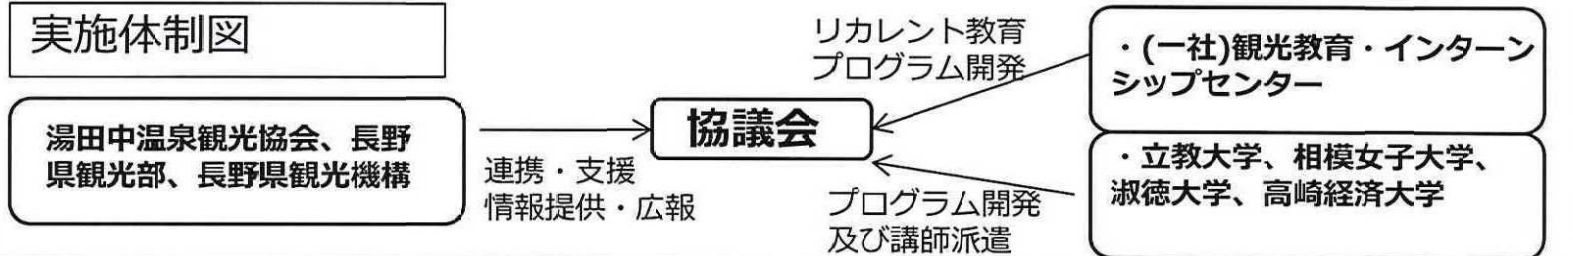 実施体制図
湯田中温泉観光協会、長野
県観光部、長野県観光機構
連携・支援
情報提供・広報
協議会
リカレント教育
プログラム開発
・(一社)観光教育・インターン
シップセンター
プログラム開発
及び講師派遣
・立教大学、相模女子大学、
淑徳大学、高崎経済大学